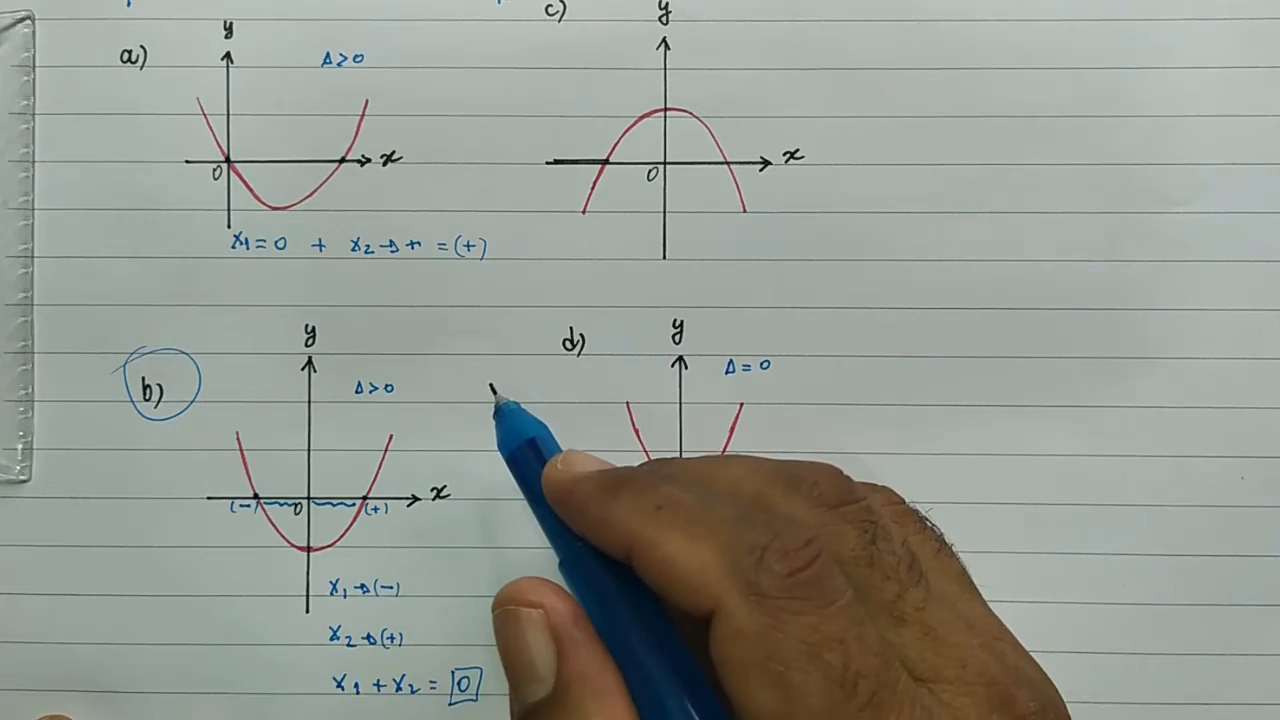 a)
y
Δ>0
x
0
x₁=0 + x₂→+ =(+)
c)
y
x
0
b)
y
Δ>0
x
(-) 0 (+)
x₁→(-)
x₂→(+)
x₁+x₂=0
d)
y
Δ=0